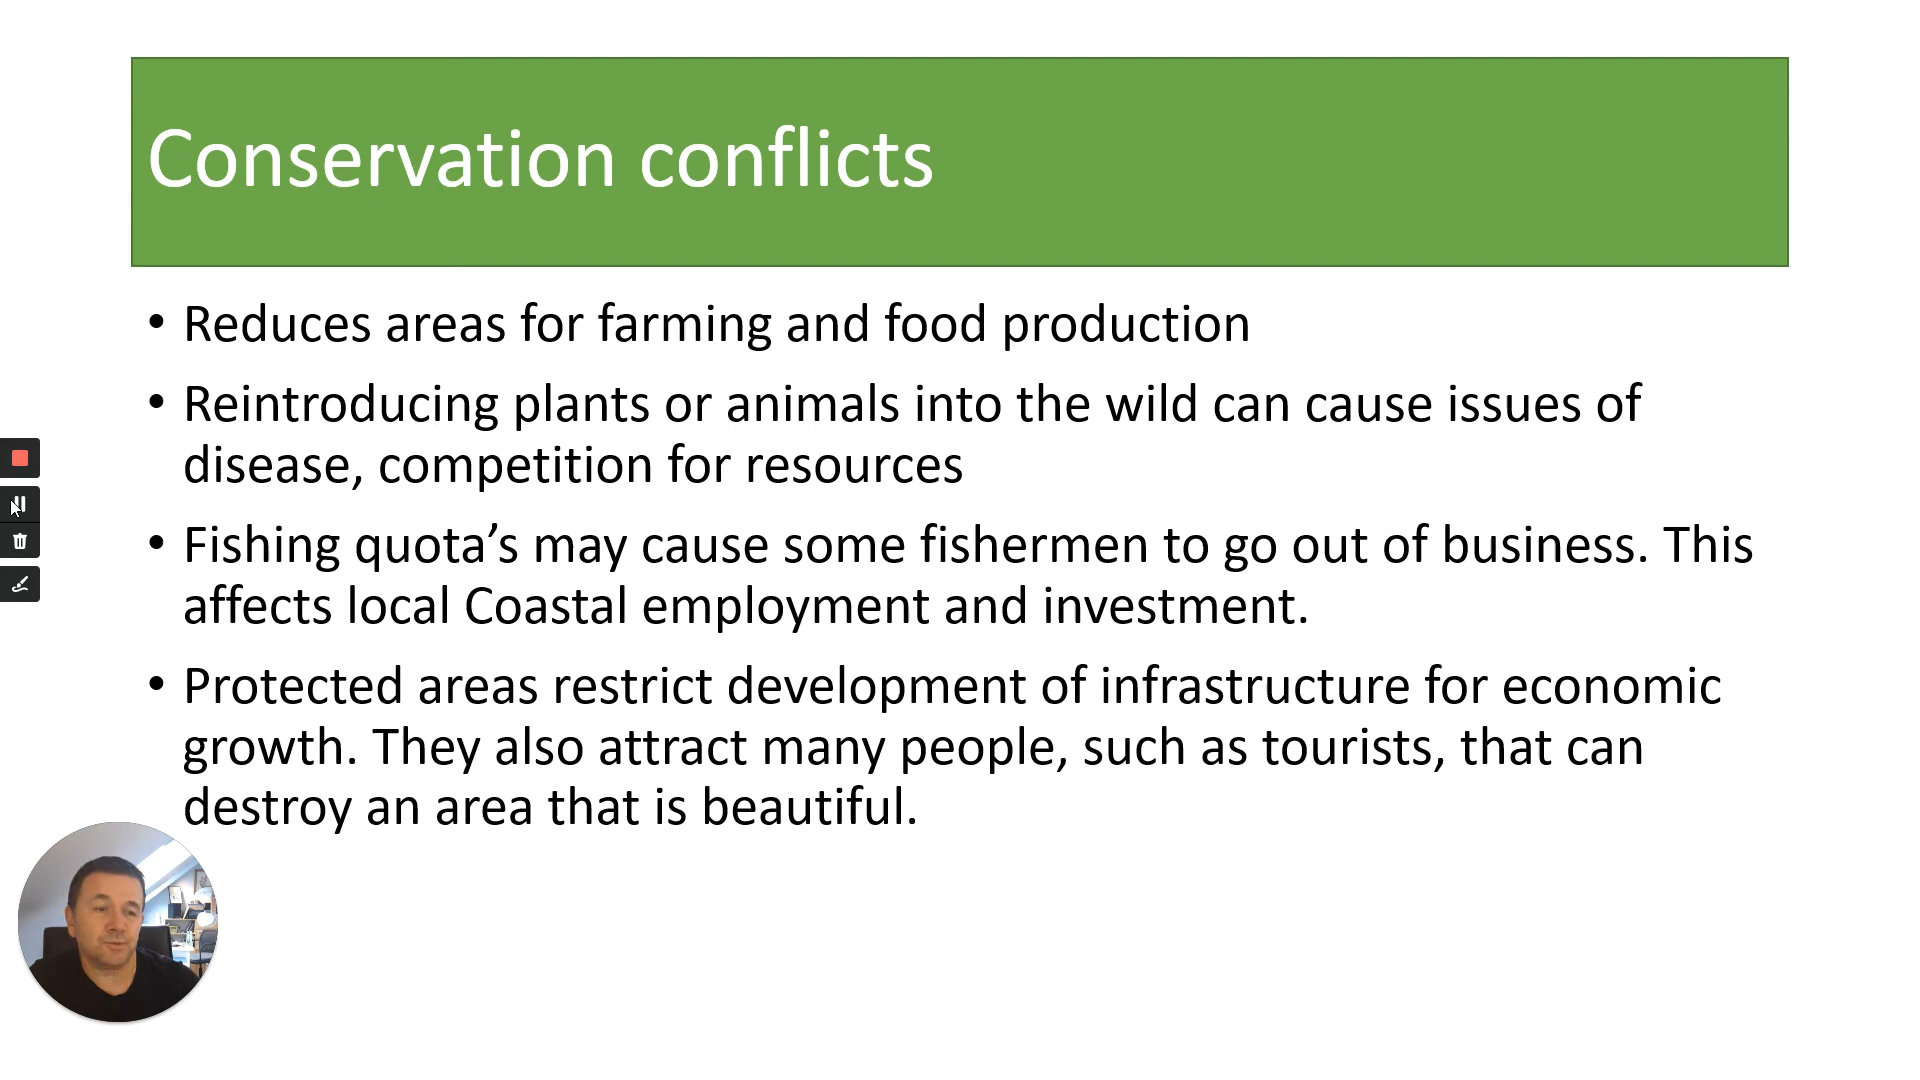 Conservation conflicts
• Reduces areas for farming and food production
• Reintroducing plants or animals into the wild can cause issues of
disease, competition for resources
• Fishing quota’s may cause some fishermen to go out of business. This
affects local Coastal employment and investment.
• Protected areas restrict development of infrastructure for economic
growth. They also attract many people, such as tourists, that can
destroy an area that is beautiful.